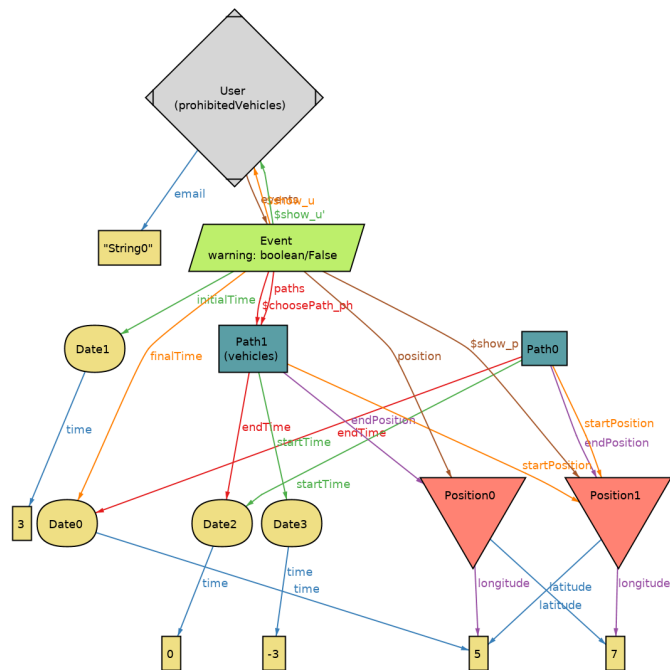 User
(prohibitedVehicles)
email
events
$show_u
$show_u'
"String0"
Event
warning: boolean/False
initialTime
paths
$choosePath_ph
finalTime
position
$show_p
Date1
Path1
(vehicles)
Path0
time
endTime
endPosition
endTime
startTime
startTime
startPosition
endPosition
startPosition
3
Date0
Date2
Date3
Position0
Position1
time
time
time
longitude
latitude
latitude
longitude
0
-3
5
7